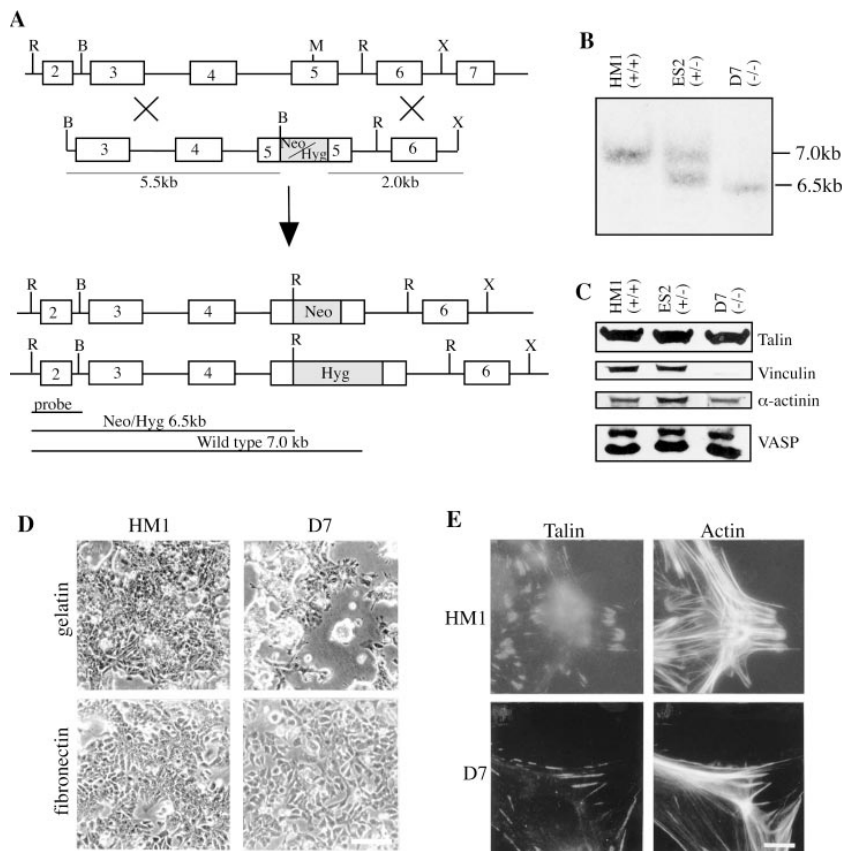 A
R B M R X
2 3 4 5 6 7
B B R X
3 4 5 Neo/Hyg 5 6
5.5kb 2.0kb
R B R R X
2 3 4 Neo 6
R B R R X
2 3 4 Hyg 6
probe
Neo/Hyg 6.5kb
Wild type 7.0 kb
B
HM1 (+/+) ES2 (+/-) D7 (-/-)
7.0kb
6.5kb
C
HM1 (+/+) ES2 (+/-) D7 (-/-)
Talin
Vinculin
α-actinin
VASP
D
HM1 D7
gelatin
fibronectin
E
Talin Actin
HM1
D7